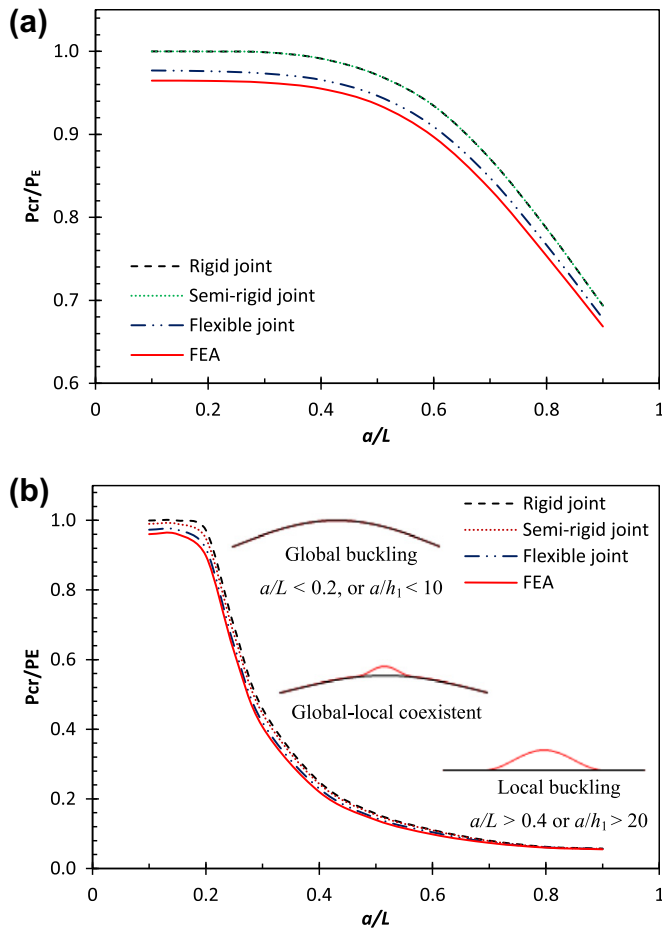 (a)
1.0
0.9
0.8
0.7
0.6
Pcr/PE
Rigid joint
Semi-rigid joint
Flexible joint
FEA
0
0.2
0.4
0.6
0.8
1
a/L
(b)
1.0
0.8
0.6
0.4
0.2
0.0
Pcr/PE
Rigid joint
Semi-rigid joint
Flexible joint
FEA
Global buckling
a/L < 0.2, or a/h1 < 10
Global-local coexistent
Local buckling
a/L > 0.4 or a/h1 > 20
0
0.2
0.4
0.6
0.8
1
a/L